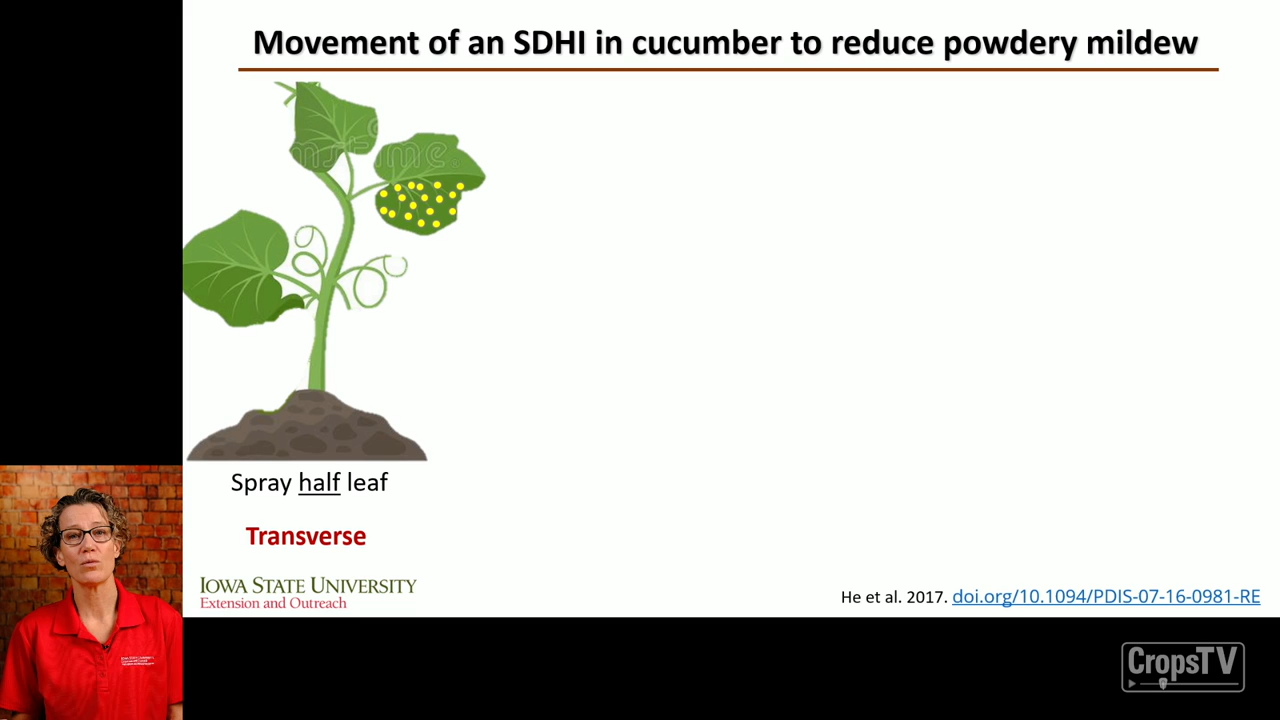 Movement of an SDHI in cucumber to reduce powdery mildew
Spray half leaf
Transverse
IOWA STATE UNIVERSITY
Extension and Outreach
He et al. 2017. doi.org/10.1094/PDIS-07-16-0981-RE
CropsTV